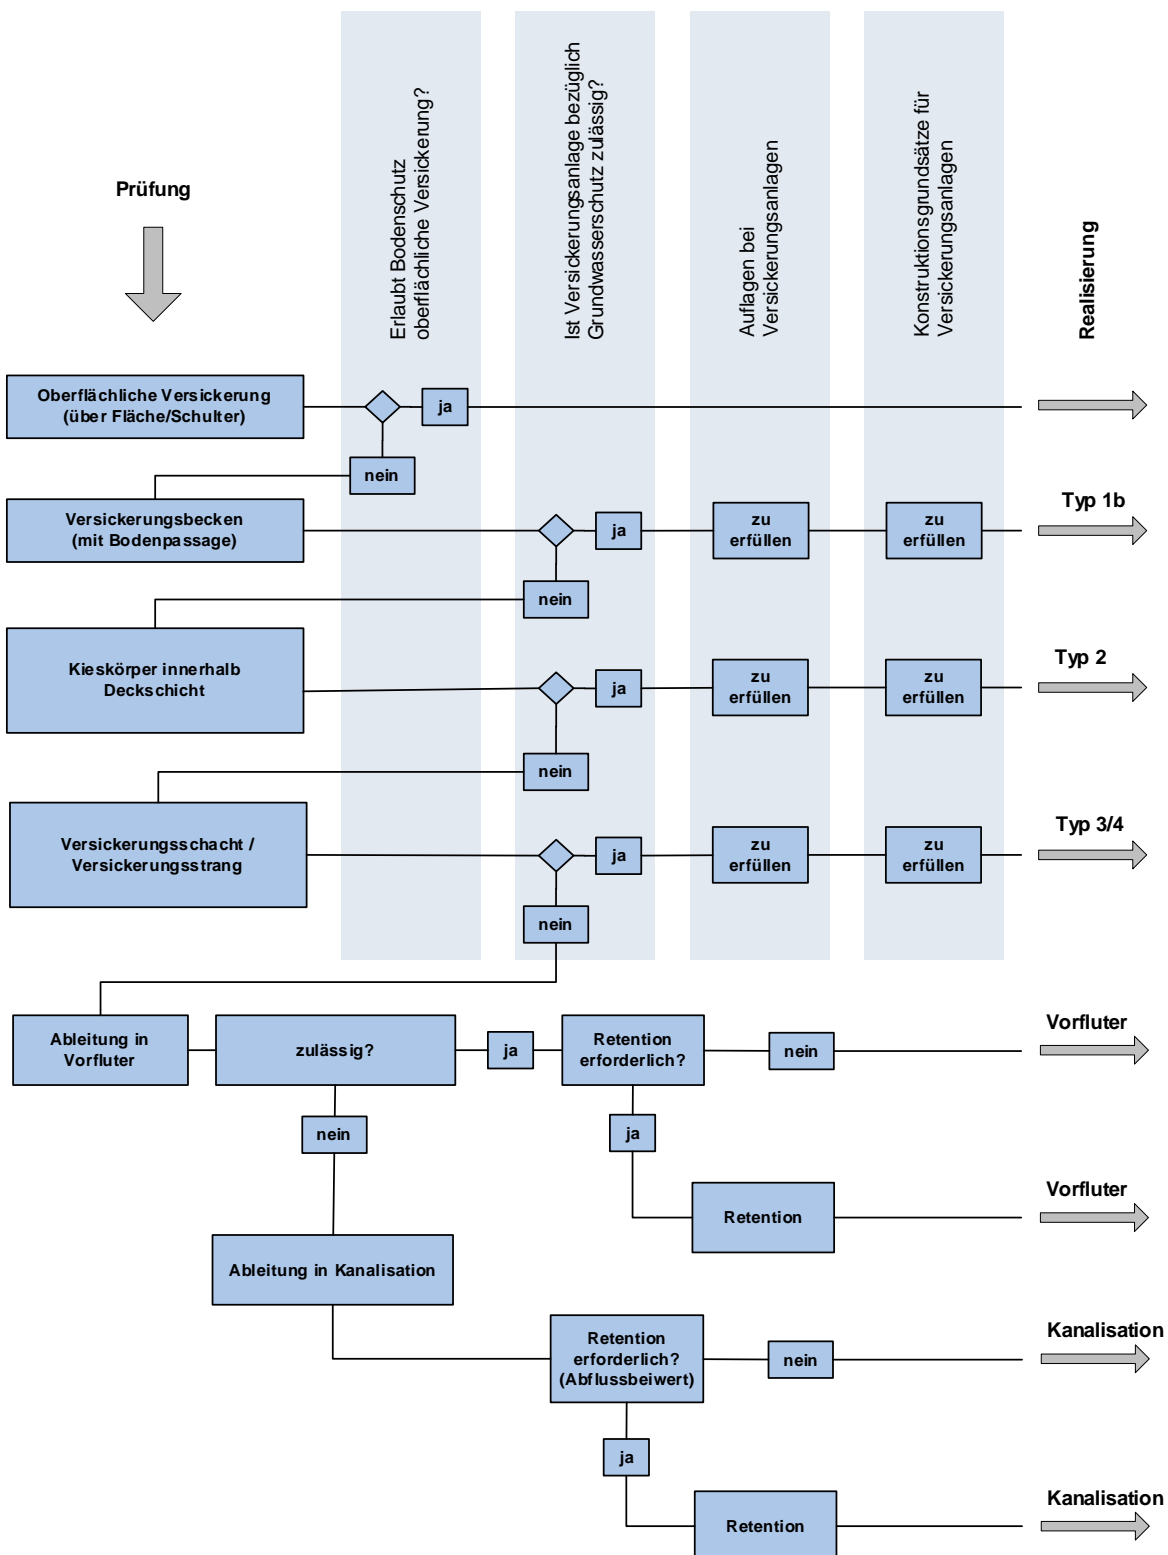 Prüfung
Erlaubt Bodenschutz
oberflächliche Versickerung?
Ist Versickerungsanlage bezüglich
Grundwasserschutz zulässig?
Auflagen bei
Versickerungsanlagen
Konstruktionsgrundsätze für
Versickerungsanlagen
Realisierung
Oberflächliche Versickerung
(über Fläche/Schulter)
ja
nein
Versickerungsbecken
(mit Bodenpassage)
ja
zu
erfüllen
zu
erfüllen
Typ 1b
nein
Kieskörper innerhalb
Deckschicht
ja
zu
erfüllen
zu
erfüllen
Typ 2
nein
Versickerungsschacht /
Versickerungsstrang
ja
zu
erfüllen
zu
erfüllen
Typ 3/4
nein
Ableitung in
Vorfluter
zulässig?
ja
Retention
erforderlich?
nein
Vorfluter
nein
ja
Retention
Vorfluter
Ableitung in Kanalisation
Retention
erforderlich?
(Abflussbeiwert)
nein
Kanalisation
ja
Retention
Kanalisation